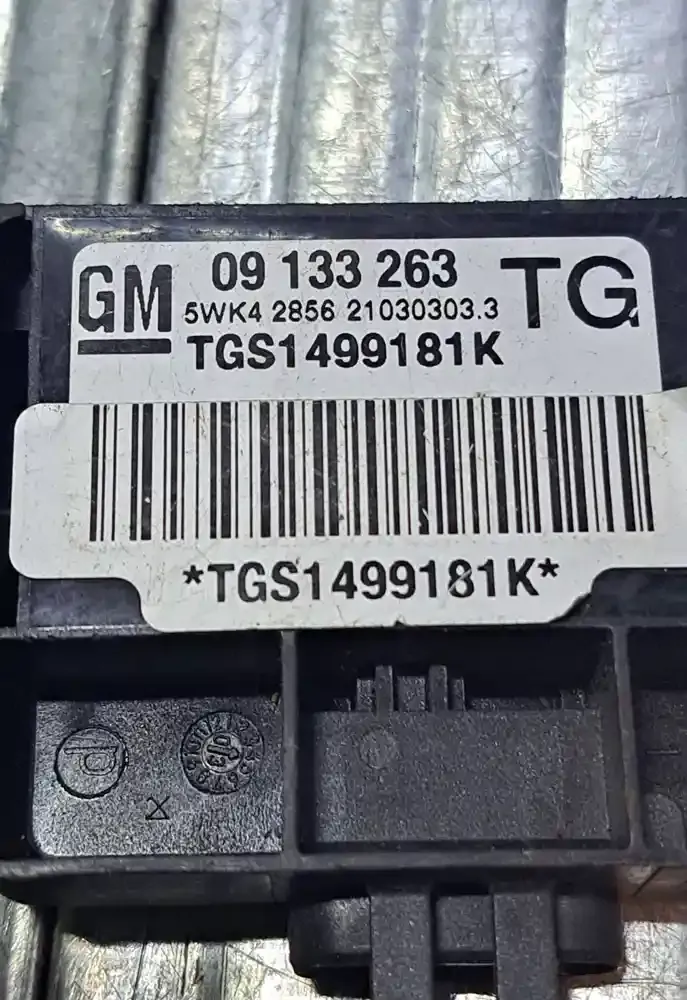 GM
09 133 263
TG
5WK4 2856 21030303.3
TGS1499181K
*TGS1499181K*